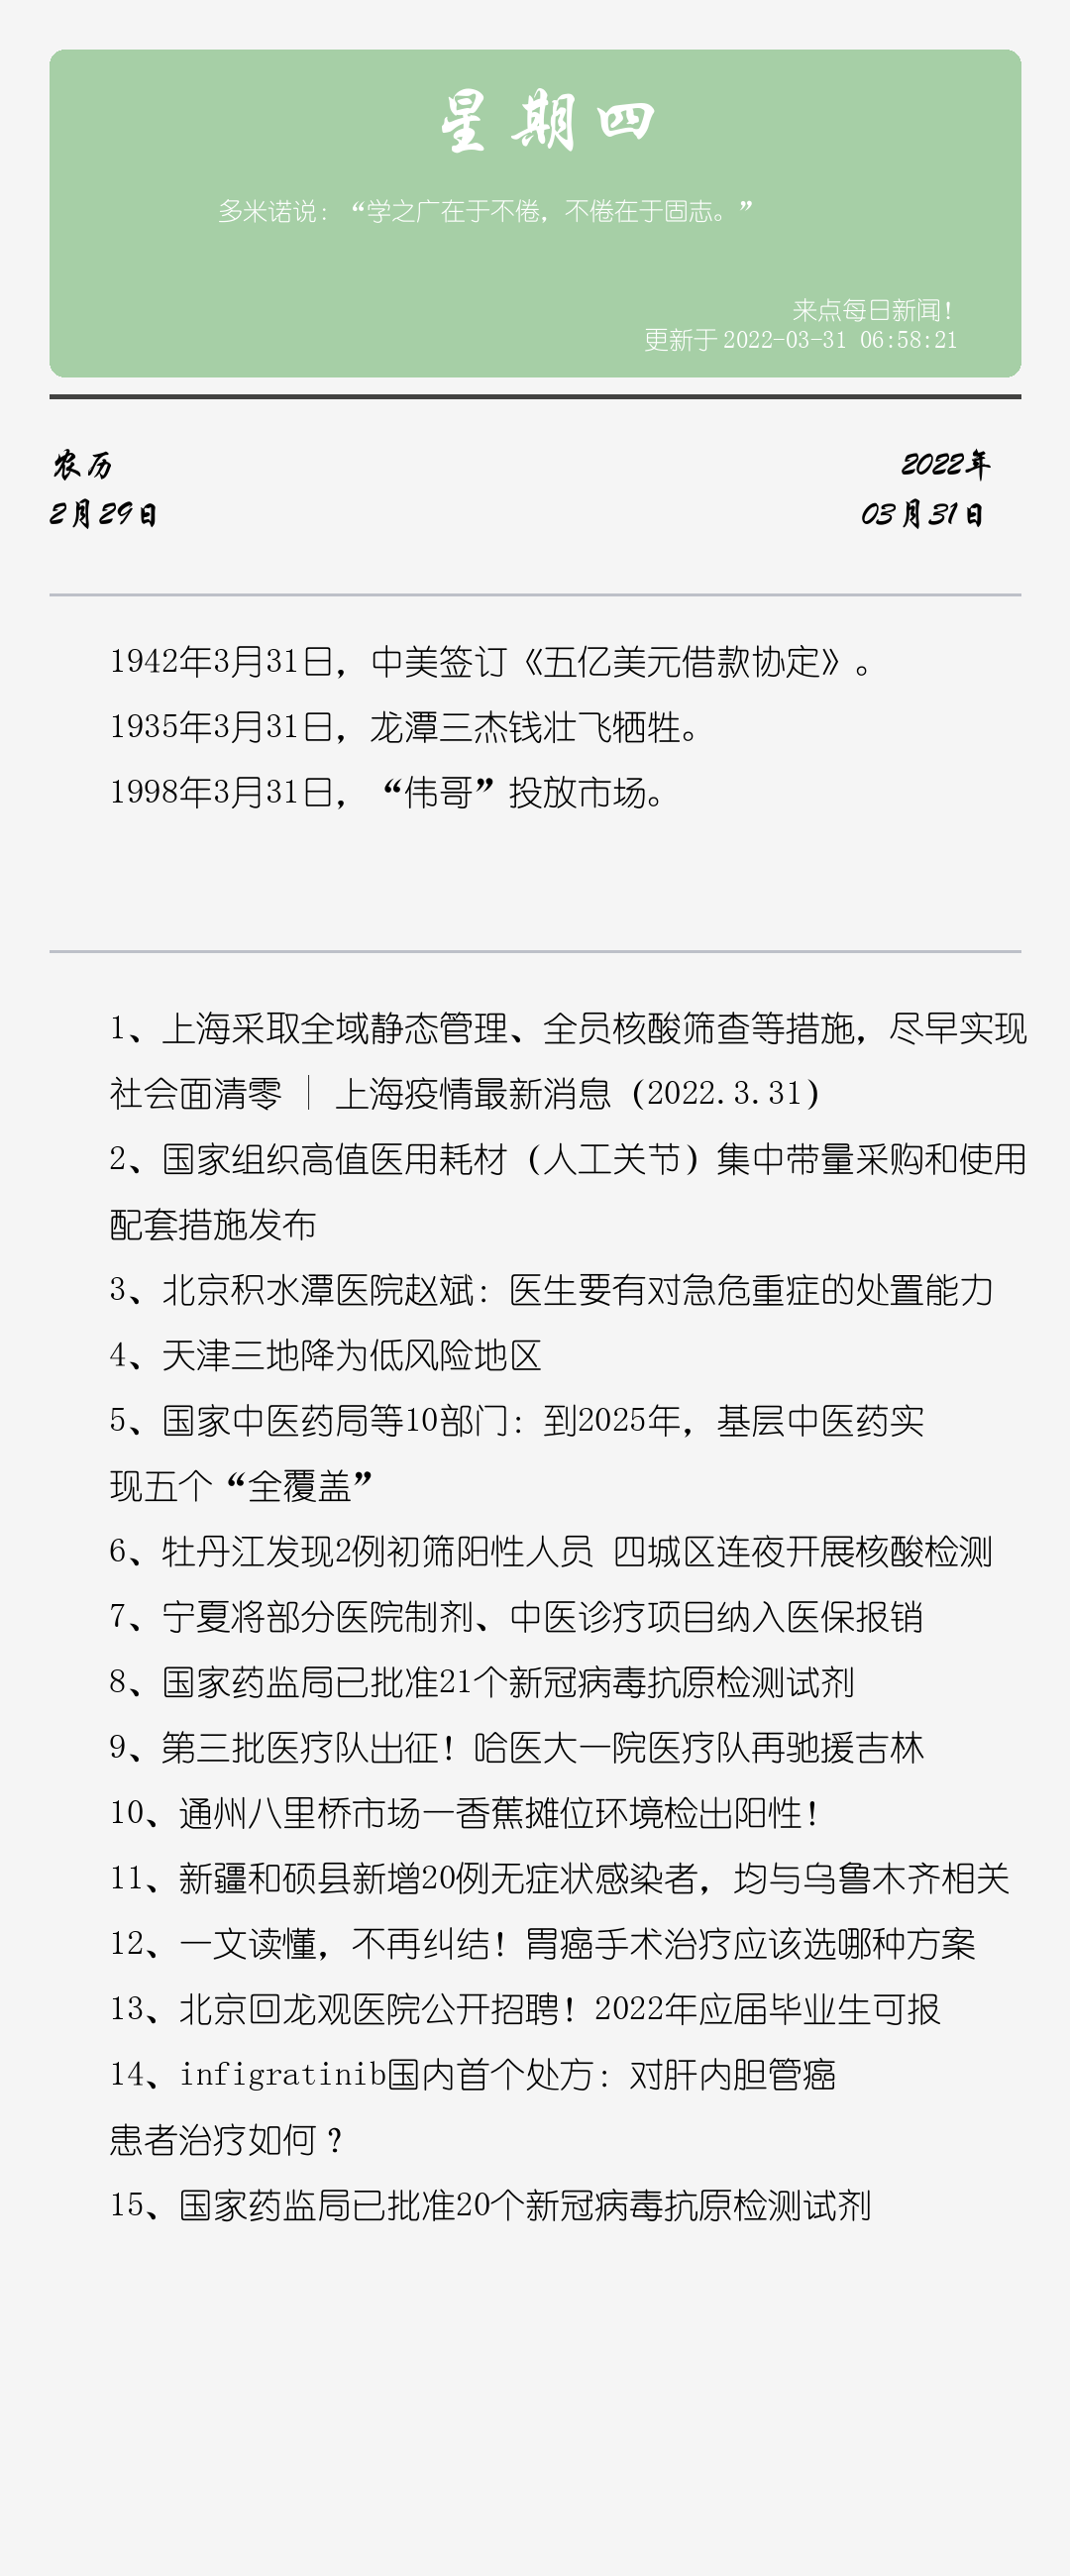 星期四
多米诺说：“学之广在于不倦，不倦在于固志。”
来点每日新闻！
更新于2022-03-31 06:58:21
农历
2022年
2月29日
03月31日
1942年3月31日，中美签订《五亿美元借款协定》。
1935年3月31日，龙潭三杰钱壮飞牺牲。
1998年3月31日，“伟哥”投放市场。
1、上海采取全域静态管理、全员核酸筛查等措施，尽早实现
社会面清零 | 上海疫情最新消息（2022.3.31）
2、国家组织高值医用耗材（人工关节）集中带量采购和使用
配套措施发布
3、北京积水潭医院赵斌：医生要有对急危重症的处置能力
4、天津三地降为低风险地区
5、国家中医药局等10部门：到2025年，基层中医药实
现五个“全覆盖”
6、牡丹江发现2例初筛阳性人员 四城区连夜开展核酸检测
7、宁夏将部分医院制剂、中医诊疗项目纳入医保报销
8、国家药监局已批准21个新冠病毒抗原检测试剂
9、第三批医疗队出征！哈医大一院医疗队再驰援吉林
10、通州八里桥市场一香蕉摊位环境检出阳性！
11、新疆和硕县新增20例无症状感染者，均与乌鲁木齐相关
12、一文读懂，不再纠结！胃癌手术治疗应该选哪种方案
13、北京回龙观医院公开招聘！2022年应届毕业生可报
14、infigratinib国内首个处方：对肝内胆管癌
患者治疗如何？
15、国家药监局已批准20个新冠病毒抗原检测试剂